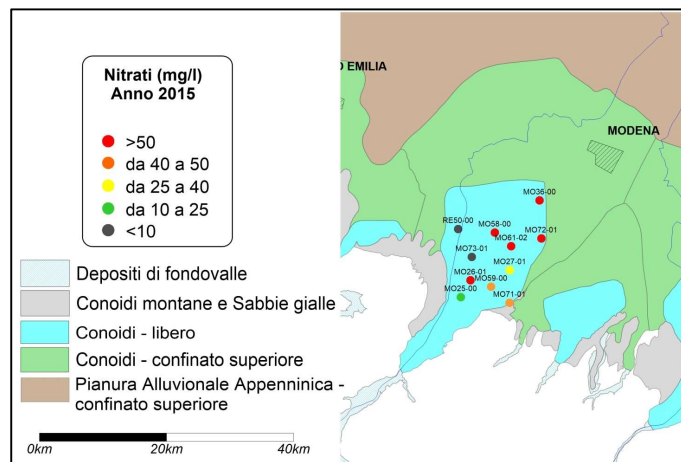 Nitrati (mg/l)
Anno 2015
>50
da 40 a 50
da 25 a 40
da 10 a 25
<10
Depositi di fondovalle
Conoidi montane e Sabbie gialle
Conoidi - libero
Conoidi - confinato superiore
Pianura Alluvionale Appenninica -
confinato superiore
0km 20km 40km
O EMILIA
MODENA
MO36-00
RE50-00
MO58-00
MO72-01
MO61-02
MO73-01
MO27-01
MO26-01
MO59-00
MO25-00
MO71-01